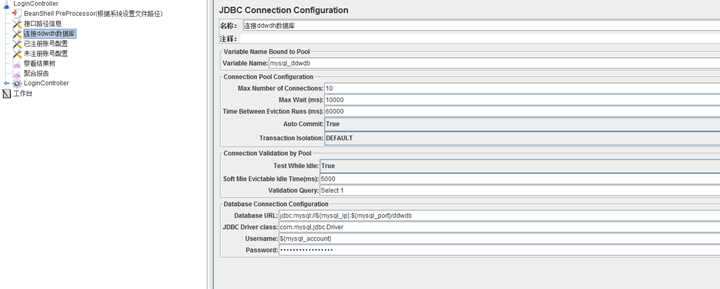 LoginController
BeanShell PreProcessor(根据系统设置文件路径)
接口路径信息
连接ddwdh数据库
已注册账号配置
未注册账号配置
察看结果树
聚合报告
LoginController
工作台
JDBC Connection Configuration
名称: 连接ddwdh数据库
注释:
Variable Name Bound to Pool
Variable Name: mysql_ddwdb
Connection Pool Configuration
Max Number of Connections: 10
Max Wait (ms): 10000
Time Between Eviction Runs (ms): 60000
Auto Commit: True
Transaction Isolation: DEFAULT
Connection Validation by Pool
Test While Idle: True
Soft Min Evictable Idle Time(ms): 5000
Validation Query: Select 1
Database Connection Configuration
Database URL: jdbc:mysql://${mysql_ip}:${mysql_port}/ddwdb
JDBC Driver class: com.mysql.jdbc.Driver
Username: ${mysql_account}
Password: ••••••••••••••••